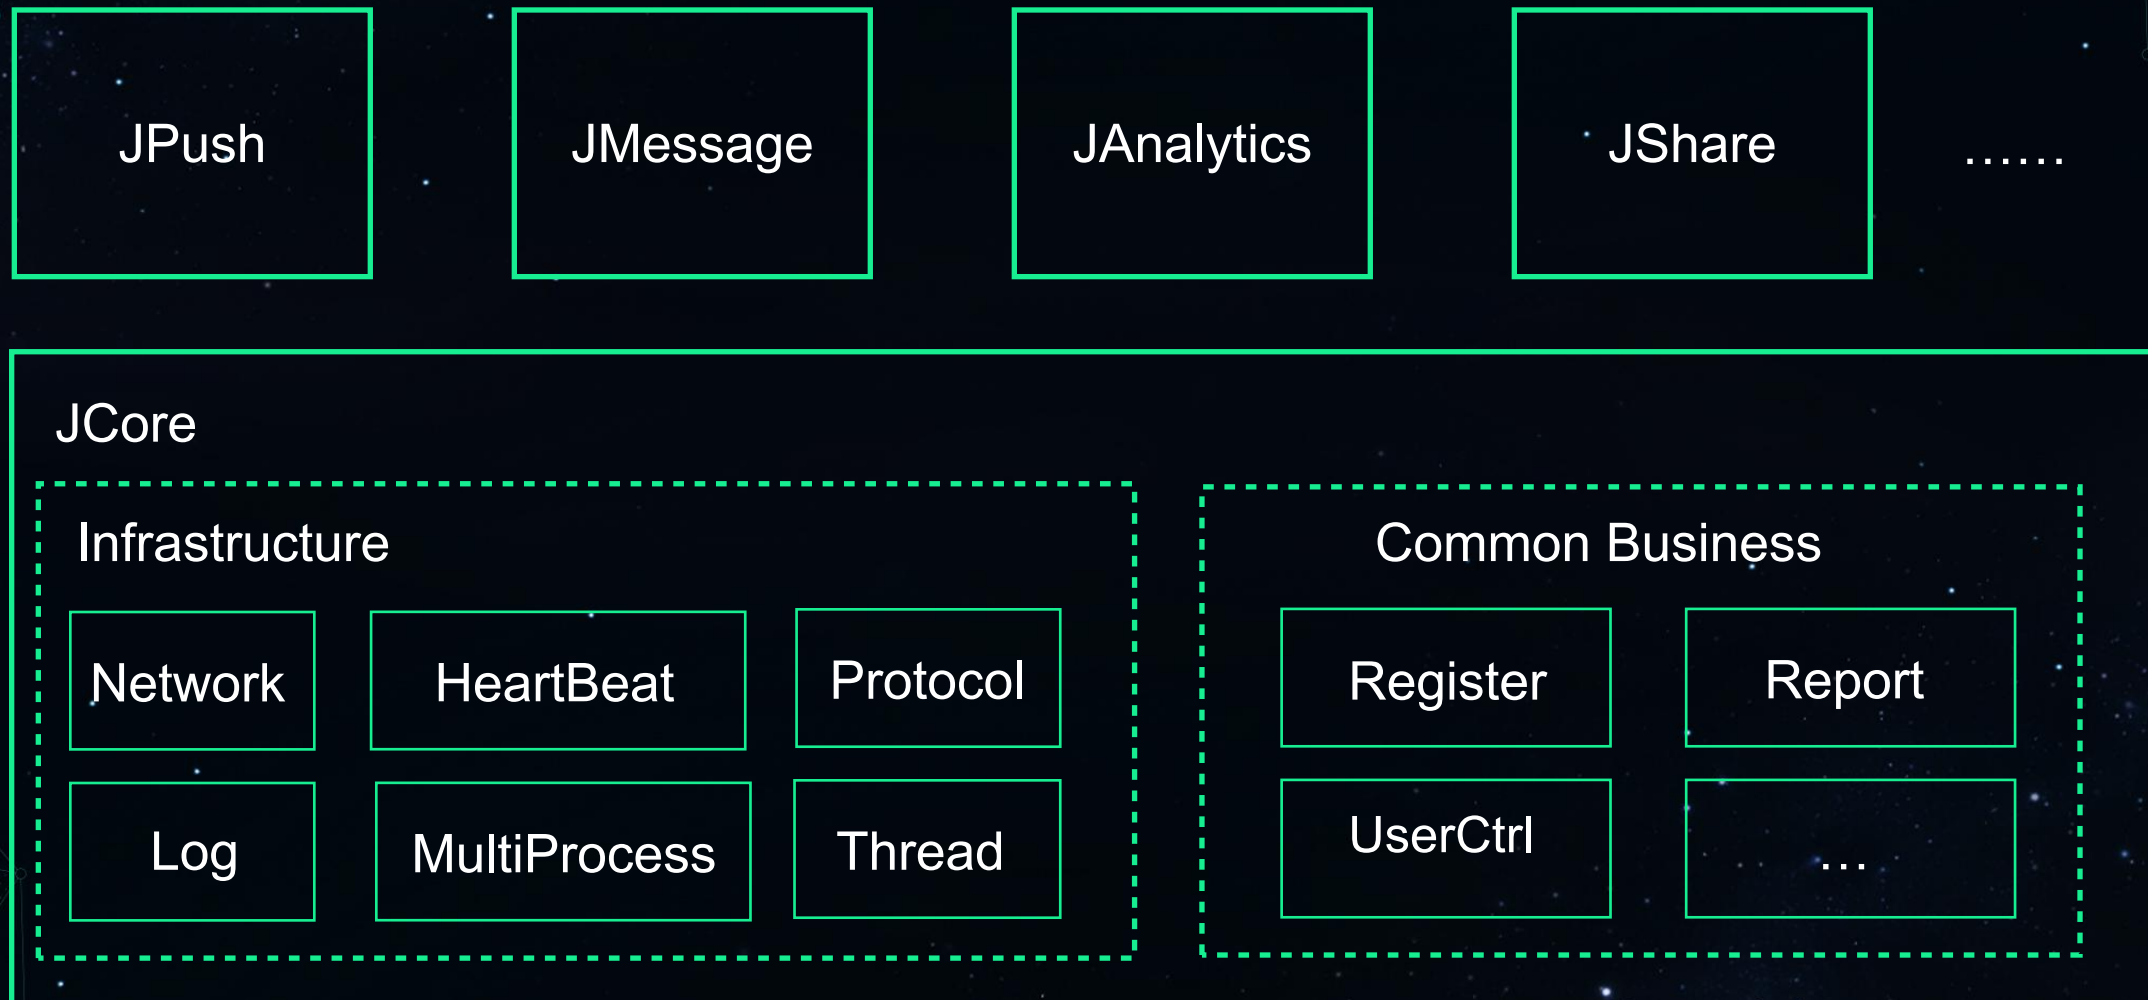 JPush JMessage JAnalytics JShare ......
JCore
Infrastructure
Network HeartBeat Protocol
Log MultiProcess Thread
Common Business
Register Report
UserCtrl ...